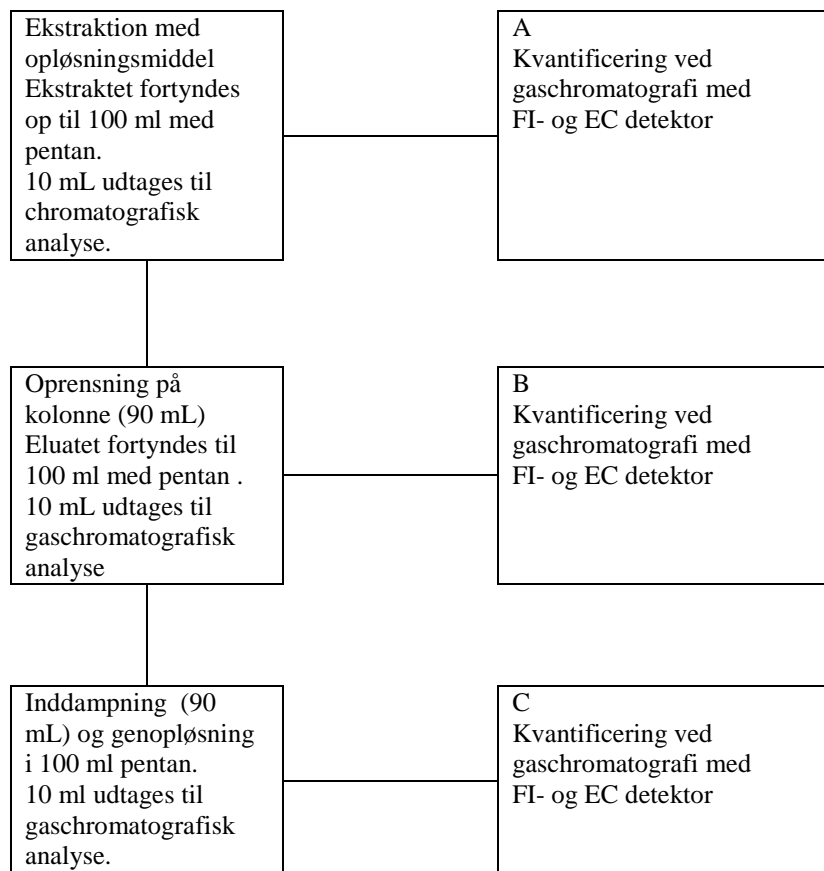 Ekstraktion med
opløsningsmiddel
Ekstraktet fortyndes
op til 100 ml med
pentan.
10 mL udtages til
chromatografisk
analyse.
A
Kvantificering ved
gaschromatografi med
FI- og EC detektor
Oprensning på
kolonne (90 mL)
Eluatet fortyndes til
100 ml med pentan .
10 mL udtages til
gaschromatografisk
analyse
B
Kvantificering ved
gaschromatografi med
FI- og EC detektor
Inddampning  (90
mL) og genopløsning
i 100 ml pentan.
10 ml udtages til
gaschromatografisk
analyse.
C
Kvantificering ved
gaschromatografi med
FI- og EC detektor